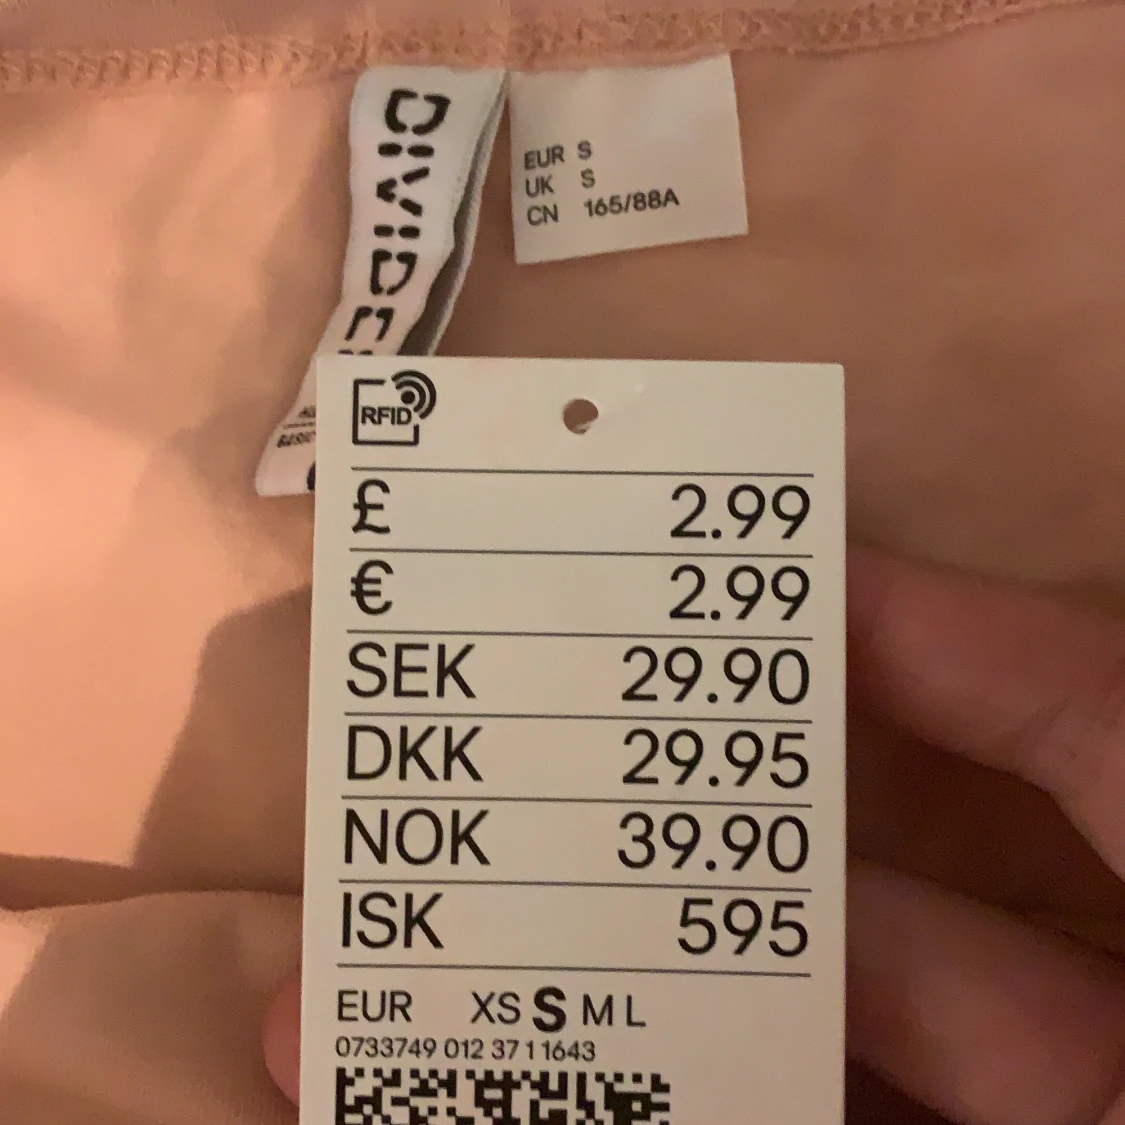 DIVIDE
EUR S
UK S
CN 165/88A
RFID
£ 2.99
€ 2.99
SEK 29.90
DKK 29.95
NOK 39.90
ISK 595
EUR XS S M L
0733749 012 37 1 1643